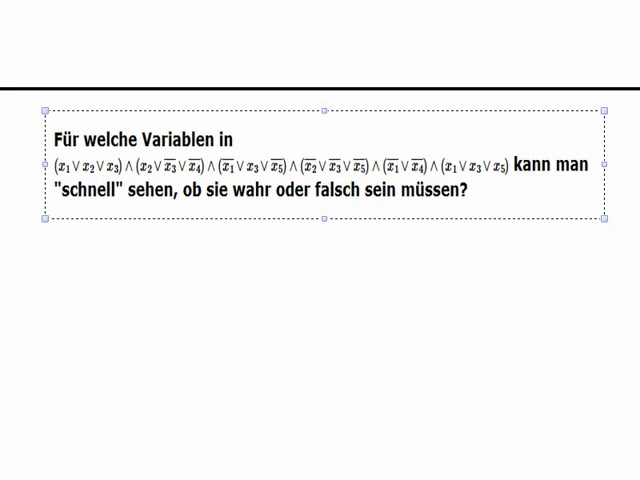 Für welche Variablen in
(x₁ ∨ x₂ ∨ x₃) ∧ (x₂ ∨ x̅₃ ∨ x̅₄) ∧ (x̅₁ ∨ x₃ ∨ x̅₅) ∧ (x̅₂ ∨ x̅₃ ∨ x̅₅) ∧ (x̅₁ ∨ x̅₄) ∧ (x₁ ∨ x₃ ∨ x₅) kann man
"schnell" sehen, ob sie wahr oder falsch sein müssen?